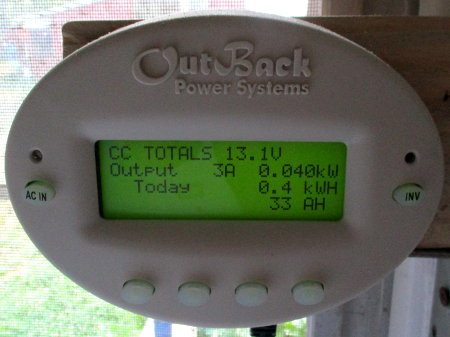 OutBack
Power Systems
CC TOTALS 13.1V
Output 3A 0.040kW
Today 0.4 kWH
33 AH
AC IN
INV